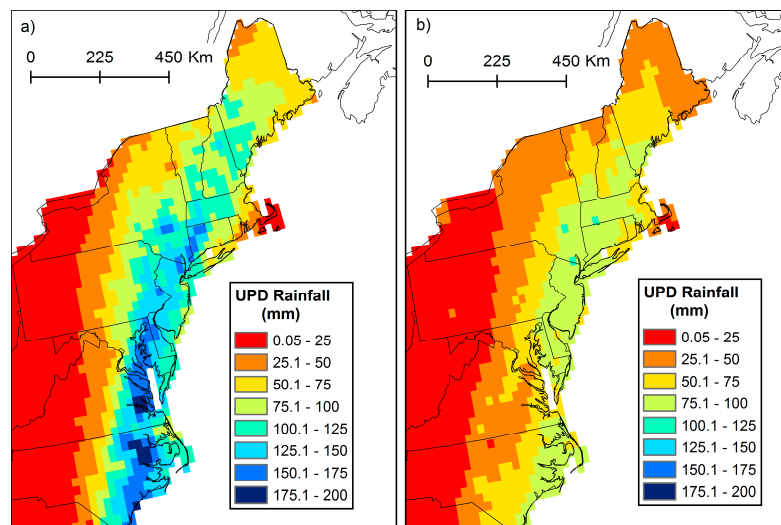 a)
0 225 450 Km
UPD Rainfall
(mm)
0.05 - 25
25.1 - 50
50.1 - 75
75.1 - 100
100.1 - 125
125.1 - 150
150.1 - 175
175.1 - 200
b)
0 225 450 Km
UPD Rainfall
(mm)
0.05 - 25
25.1 - 50
50.1 - 75
75.1 - 100
100.1 - 125
125.1 - 150
150.1 - 175
175.1 - 200